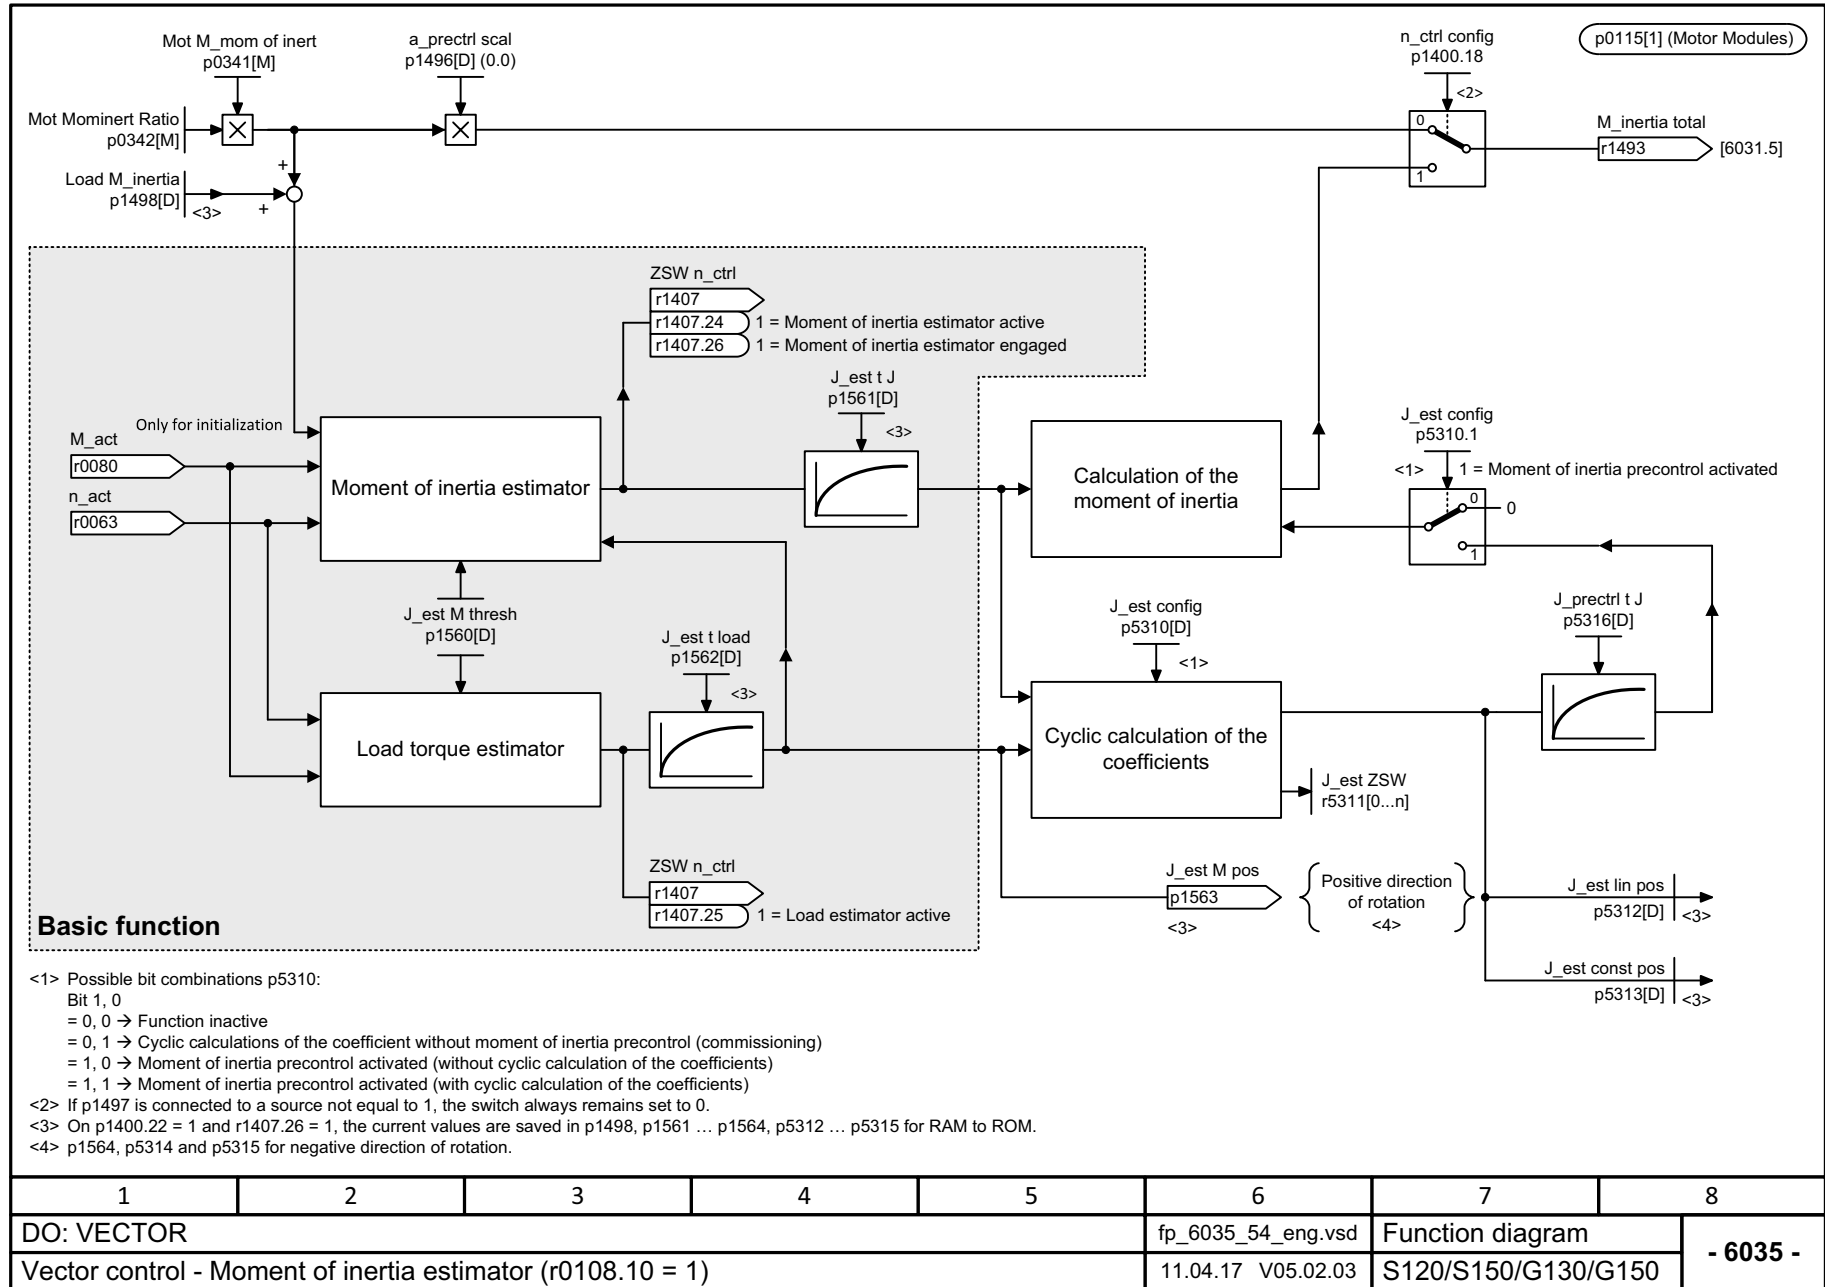 Mot M_mom of inert
p0341[M]
a_prectrl scal
p1496[D] (0.0)
n_ctrl config
p1400.18
<2>
p0115[1] (Motor Modules)
Mot Mominert Ratio
p0342[M]
0
1
M_inertia total
r1493
[6031.5]
+
Load M_inertia
p1498[D]
<3>
+
ZSW n_ctrl
r1407
r1407.24
1 = Moment of inertia estimator active
r1407.26
1 = Moment of inertia estimator engaged
J_est t J
p1561[D]
<3>
Only for initialization
M_act
r0080
n_act
r0063
Moment of inertia estimator
Calculation of the
moment of inertia
J_est config
p5310.1
<1>
1 = Moment of inertia precontrol activated
0
0
1
J_est M thresh
p1560[D]
J_est t load
p1562[D]
<3>
J_est config
p5310[D]
<1>
J_prectrl t J
p5316[D]
Load torque estimator
Cyclic calculation of the
coefficients
J_est ZSW
r5311[0...n]
ZSW n_ctrl
r1407
r1407.25
1 = Load estimator active
J_est M pos
p1563
<3>
Positive direction
of rotation
<4>
J_est lin pos
p5312[D]
<3>
J_est const pos
p5313[D]
<3>
Basic function
<1> Possible bit combinations p5310:
Bit 1, 0
= 0, 0 → Function inactive
= 0, 1 → Cyclic calculations of the coefficient without moment of inertia precontrol (commissioning)
= 1, 0 → Moment of inertia precontrol activated (without cyclic calculation of the coefficients)
= 1, 1 → Moment of inertia precontrol activated (with cyclic calculation of the coefficients)
<2> If p1497 is connected to a source not equal to 1, the switch always remains set to 0.
<3> On p1400.22 = 1 and r1407.26 = 1, the current values are saved in p1498, p1561 … p1564, p5312 … p5315 for RAM to ROM.
<4> p1564, p5314 and p5315 for negative direction of rotation.
1 2 3 4 5 6 7 8
DO: VECTOR
fp_6035_54_eng.vsd
Function diagram
- 6035 -
Vector control - Moment of inertia estimator (r0108.10 = 1)
11.04.17 V05.02.03
S120/S150/G130/G150